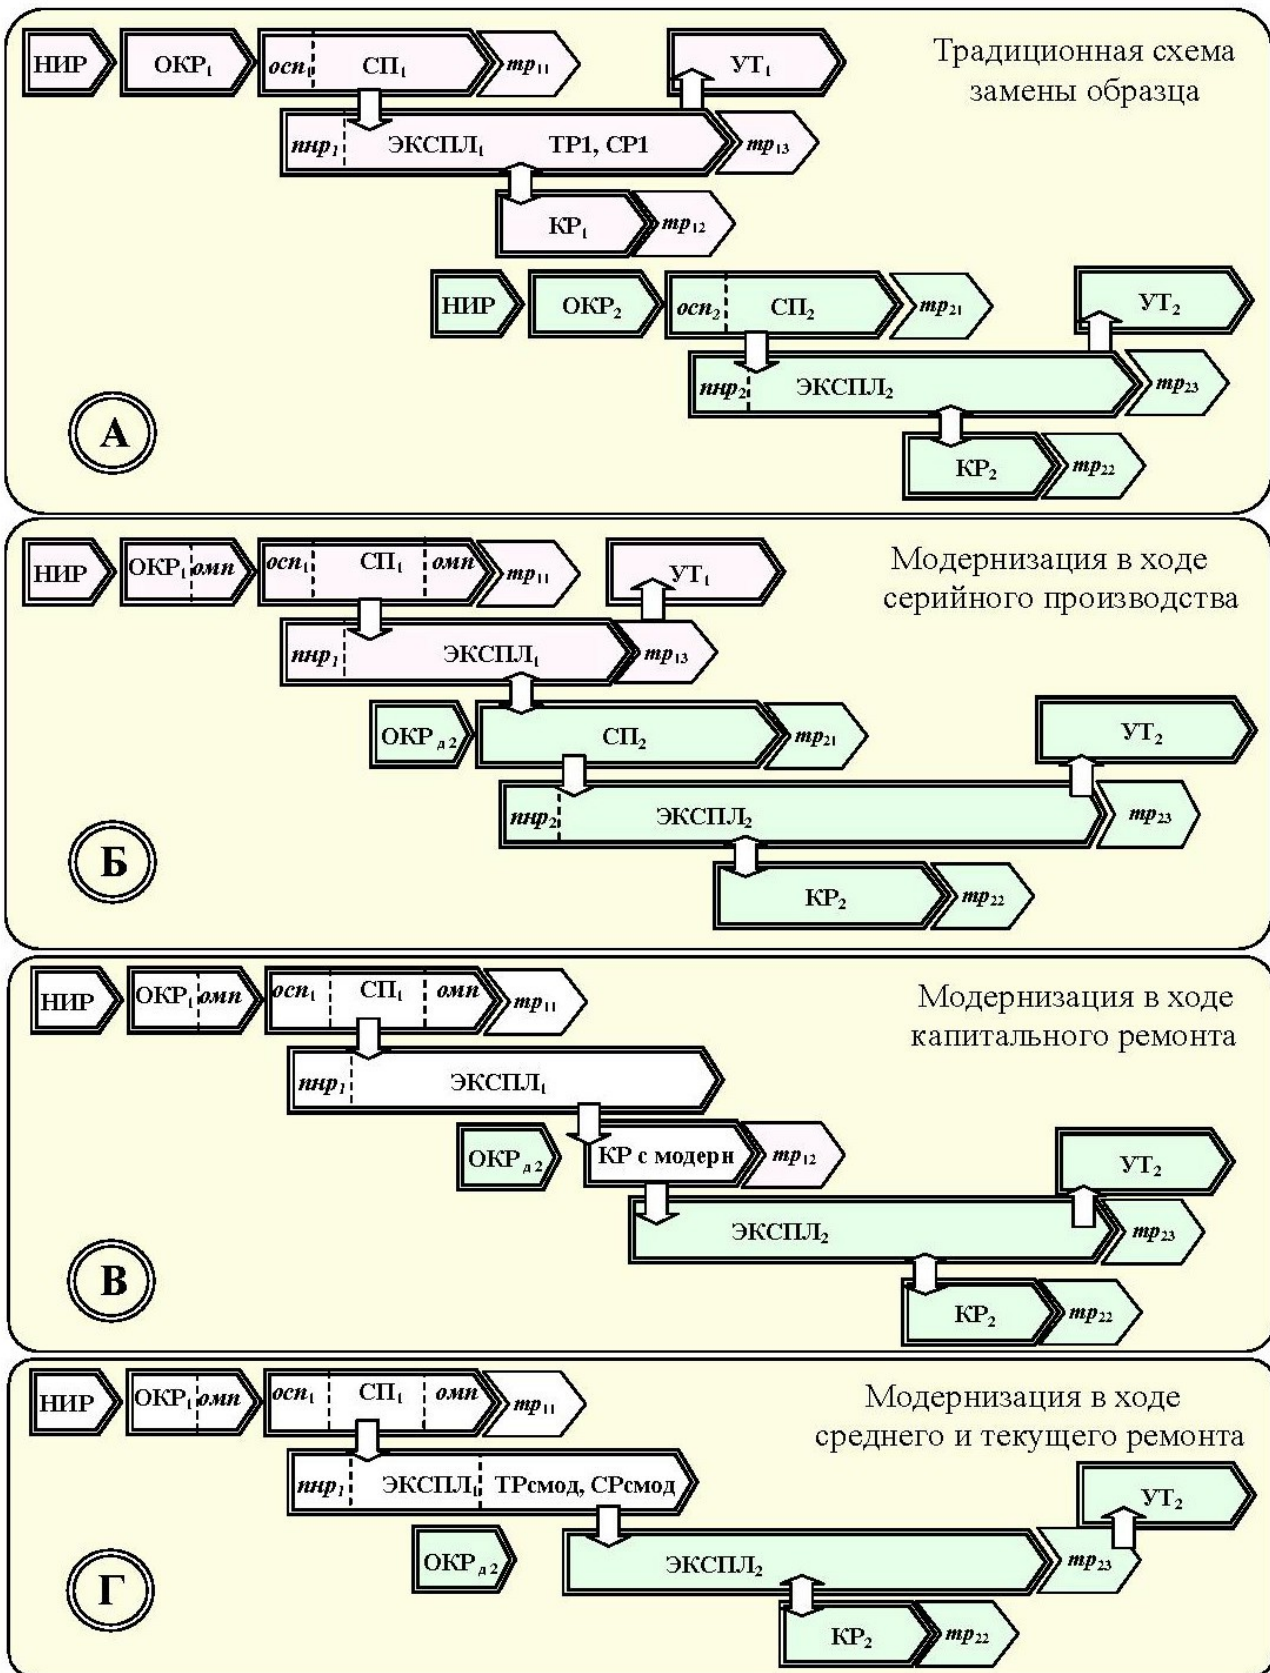 НИР ОКР₁ осп₁ СП₁ тр₁₁ УТ₁
Традиционная схема
замены образца
пнр₁ ЭКСПЛ₁ ТР1, СР1 тр₁₃
КР₁ тр₁₂
НИР ОКР₂ осп₂ СП₂ тр₂₁ УТ₂
пнр₂ ЭКСПЛ₂ тр₂₃
А
КР₂ тр₂₂
НИР ОКР₁ омп осп₁ СП₁ омп тр₁₁ УТ₁
Модернизация в ходе
серийного производства
пнр₁ ЭКСПЛ₁ тр₁₃
ОКРд2 СП₂ тр₂₁ УТ₂
пнр₂ ЭКСПЛ₂ тр₂₃
Б
КР₂ тр₂₂
НИР ОКР₁ омп осп₁ СП₁ омп тр₁₁
Модернизация в ходе
капитального ремонта
пнр₁ ЭКСПЛ₁
ОКРд2 КР с модерн тр₁₂ УТ₂
ЭКСПЛ₂ тр₂₃
В
КР₂ тр₂₂
НИР ОКР₁ омп осп₁ СП₁ омп тр₁₁
Модернизация в ходе
среднего и текущего ремонта
пнр₁ ЭКСПЛ₁ ТРсмод, СРсмод УТ₂
ОКРд2 ЭКСПЛ₂ тр₂₃
Г
КР₂ тр₂₂